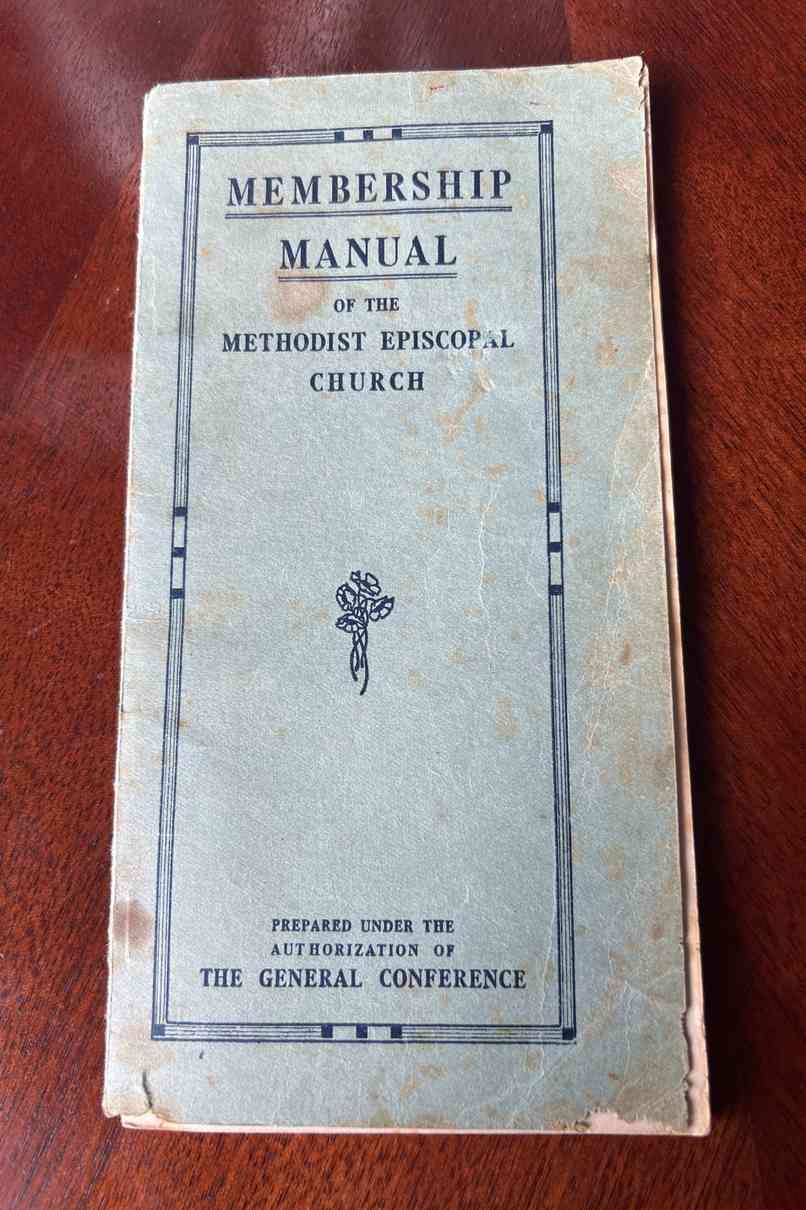 MEMBERSHIP
MANUAL
OF THE
METHODIST EPISCOPAL
CHURCH
PREPARED UNDER THE
AUTHORIZATION OF
THE GENERAL CONFERENCE